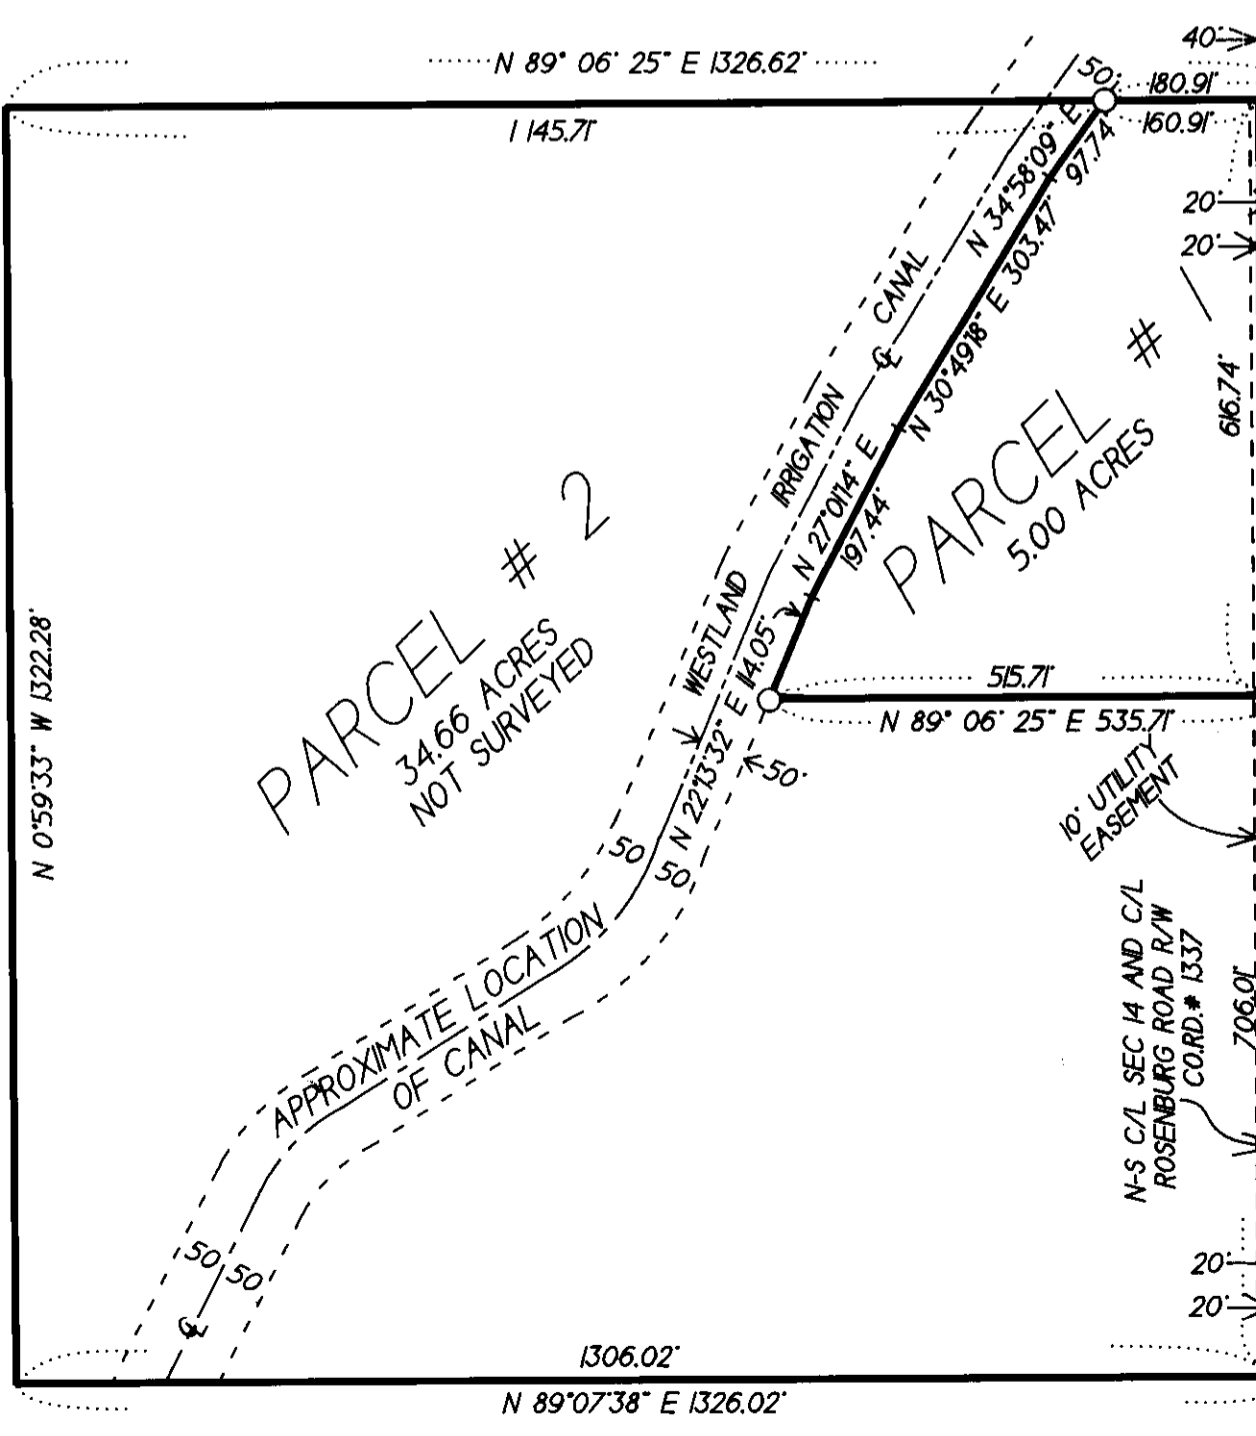 40'
N 89° 06' 25" E 1326.62'
50'
180.91'
1145.71'
160.91'
N 34°58'09" E
97.74'
20'
20'
N 30°49'18" E 303.47'
616.74'
WESTLAND IRRIGATION CANAL
℄
N 27°01'14" E
197.44'
PARCEL #
5.00 ACRES
PARCEL # 2
34.66 ACRES
NOT SURVEYED
N 0°59'33" W 1322.28'
N 22°13'32" E 114.05'
515.71'
N 89° 06' 25" E 535.71'
50'
10' UTILITY
EASEMENT
50
50
APPROXIMATE LOCATION
OF CANAL
N-S C/L SEC 14 AND C/L
ROSENBURG ROAD R/W
CO.RD.# 1337
706.01'
50
50
℄
20'
20'
1306.02'
N 89°07'38" E 1326.02'